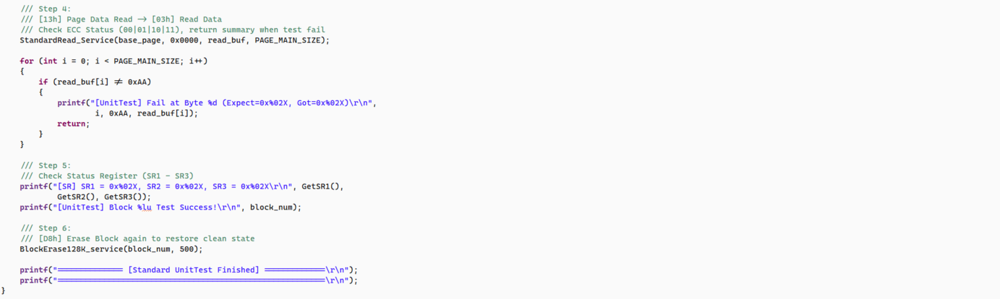 /// Step 4:
/// [13h] Page Data Read -> [03h] Read Data
/// Check ECC Status (00|01|10|11), return summary when test fail
StandardRead_Service(base_page, 0x0000, read_buf, PAGE_MAIN_SIZE);
for (int i = 0; i < PAGE_MAIN_SIZE; i++)
{
if (read_buf[i] != 0xAA)
{
printf("[UnitTest] Fail at Byte %d (Expect=0x%02X, Got=0x%02X)\r\n",
i, 0xAA, read_buf[i]);
return;
}
}
/// Step 5:
/// Check Status Register (SR1 - SR3)
printf("[SR] SR1 = 0x%02X, SR2 = 0x%02X, SR3 = 0x%02X\r\n", GetSR1(),
GetSR2(), GetSR3());
printf("[UnitTest] Block %lu Test Success!\r\n", block_num);
/// Step 6:
/// [D8h] Erase Block again to restore clean state
BlockErase128K_service(block_num, 500);
printf("============== [Standard UnitTest Finished] =============\r\n");
printf("=========================================================\r\n");
}